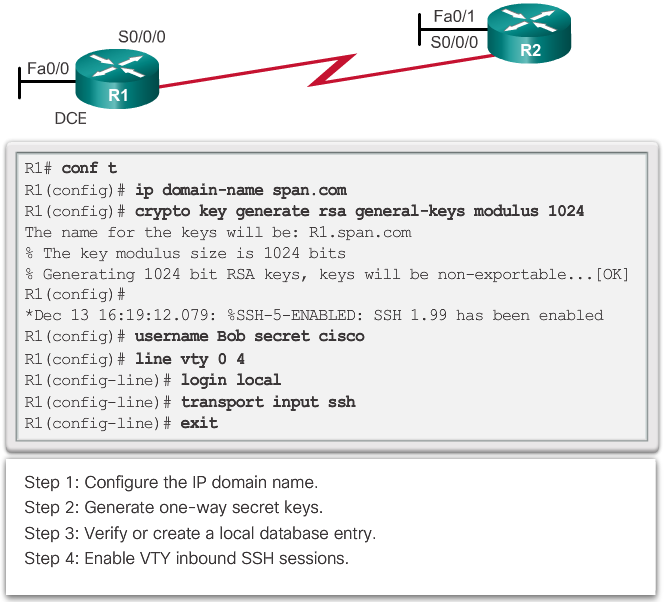 Fa0/1
S0/0/0
S0/0/0
R2
Fa0/0
R1
DCE
R1# conf t
R1(config)# ip domain-name span.com
R1(config)# crypto key generate rsa general-keys modulus 1024
The name for the keys will be: R1.span.com
% The key modulus size is 1024 bits
% Generating 1024 bit RSA keys, keys will be non-exportable...[OK]
R1(config)#
*Dec 13 16:19:12.079: %SSH-5-ENABLED: SSH 1.99 has been enabled
R1(config)# username Bob secret cisco
R1(config)# line vty 0 4
R1(config-line)# login local
R1(config-line)# transport input ssh
R1(config-line)# exit
Step 1: Configure the IP domain name.
Step 2: Generate one-way secret keys.
Step 3: Verify or create a local database entry.
Step 4: Enable VTY inbound SSH sessions.